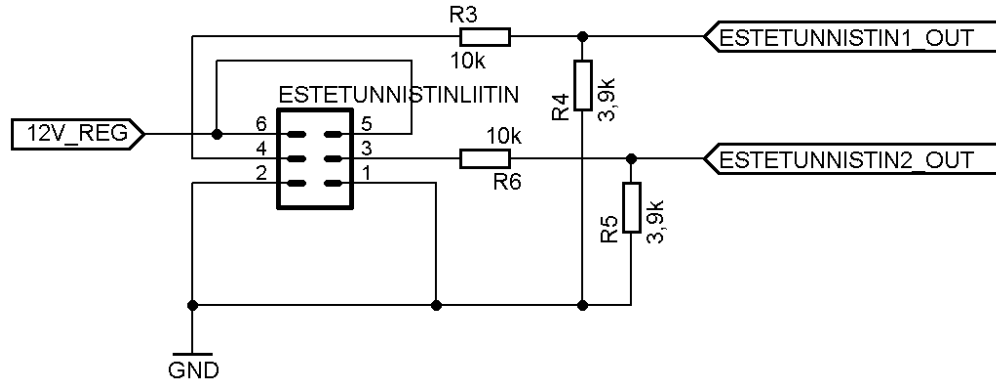 R3
10k
ESTETUNNISTIN1_OUT
R4
3,9k
ESTETUNNISTINLIITIN
12V_REG
6
5
4
3
2
1
10k
R6
ESTETUNNISTIN2_OUT
R5
3,9k
GND